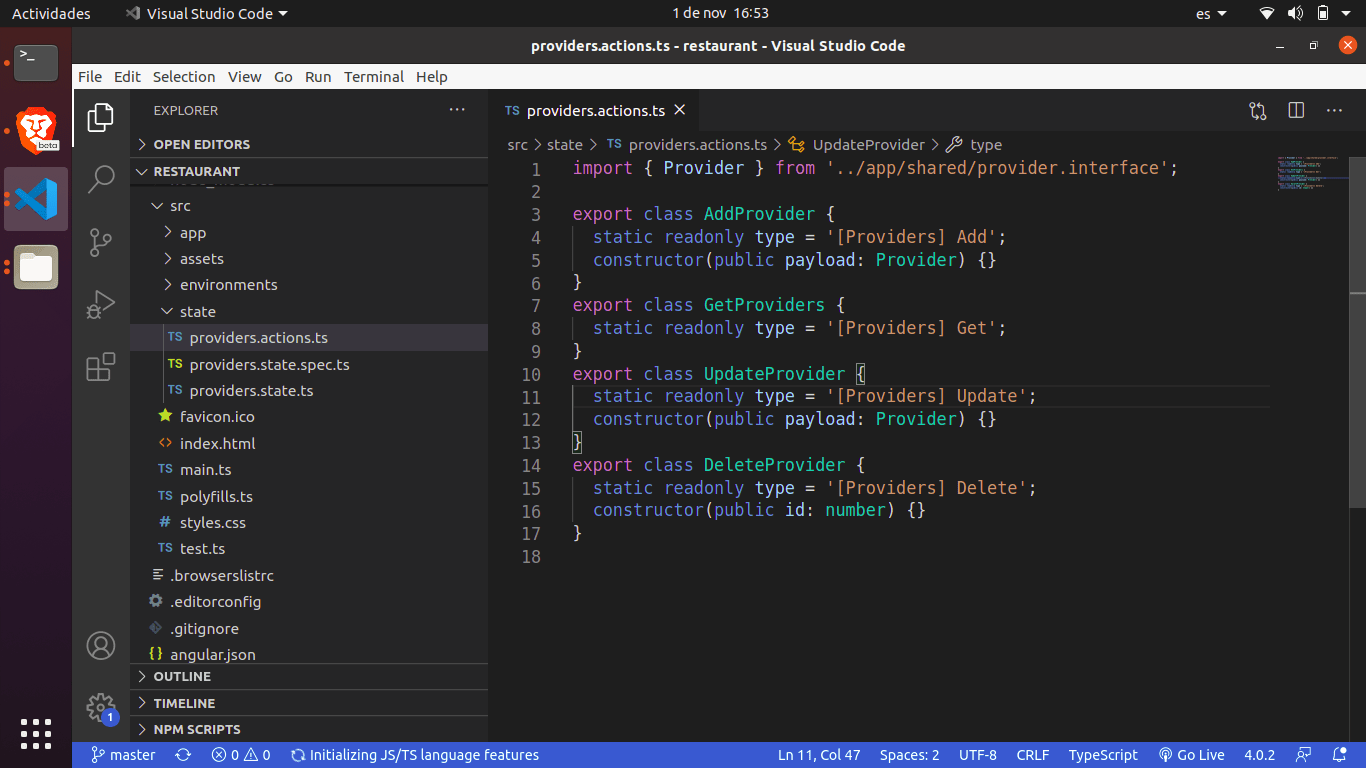 Actividades
Visual Studio Code
1 de nov 16:53
es
providers.actions.ts - restaurant - Visual Studio Code
File Edit Selection View Go Run Terminal Help
EXPLORER
OPEN EDITORS
RESTAURANT
src
app
assets
environments
state
TS providers.actions.ts
TS providers.state.spec.ts
TS providers.state.ts
favicon.ico
<> index.html
TS main.ts
TS polyfills.ts
# styles.css
TS test.ts
.browserslistrc
.editorconfig
.gitignore
{} angular.json
OUTLINE
TIMELINE
NPM SCRIPTS
beta
1
TS providers.actions.ts
src > state > TS providers.actions.ts > UpdateProvider > type
1 import { Provider } from '../app/shared/provider.interface';
2
3 export class AddProvider {
4   static readonly type = '[Providers] Add';
5   constructor(public payload: Provider) {}
6 }
7 export class GetProviders {
8   static readonly type = '[Providers] Get';
9 }
10 export class UpdateProvider {
11   static readonly type = '[Providers] Update';
12   constructor(public payload: Provider) {}
13 }
14 export class DeleteProvider {
15   static readonly type = '[Providers] Delete';
16   constructor(public id: number) {}
17 }
18
master 0 0 Initializing JS/TS language features
Ln 11, Col 47 Spaces: 2 UTF-8 CRLF TypeScript Go Live 4.0.2